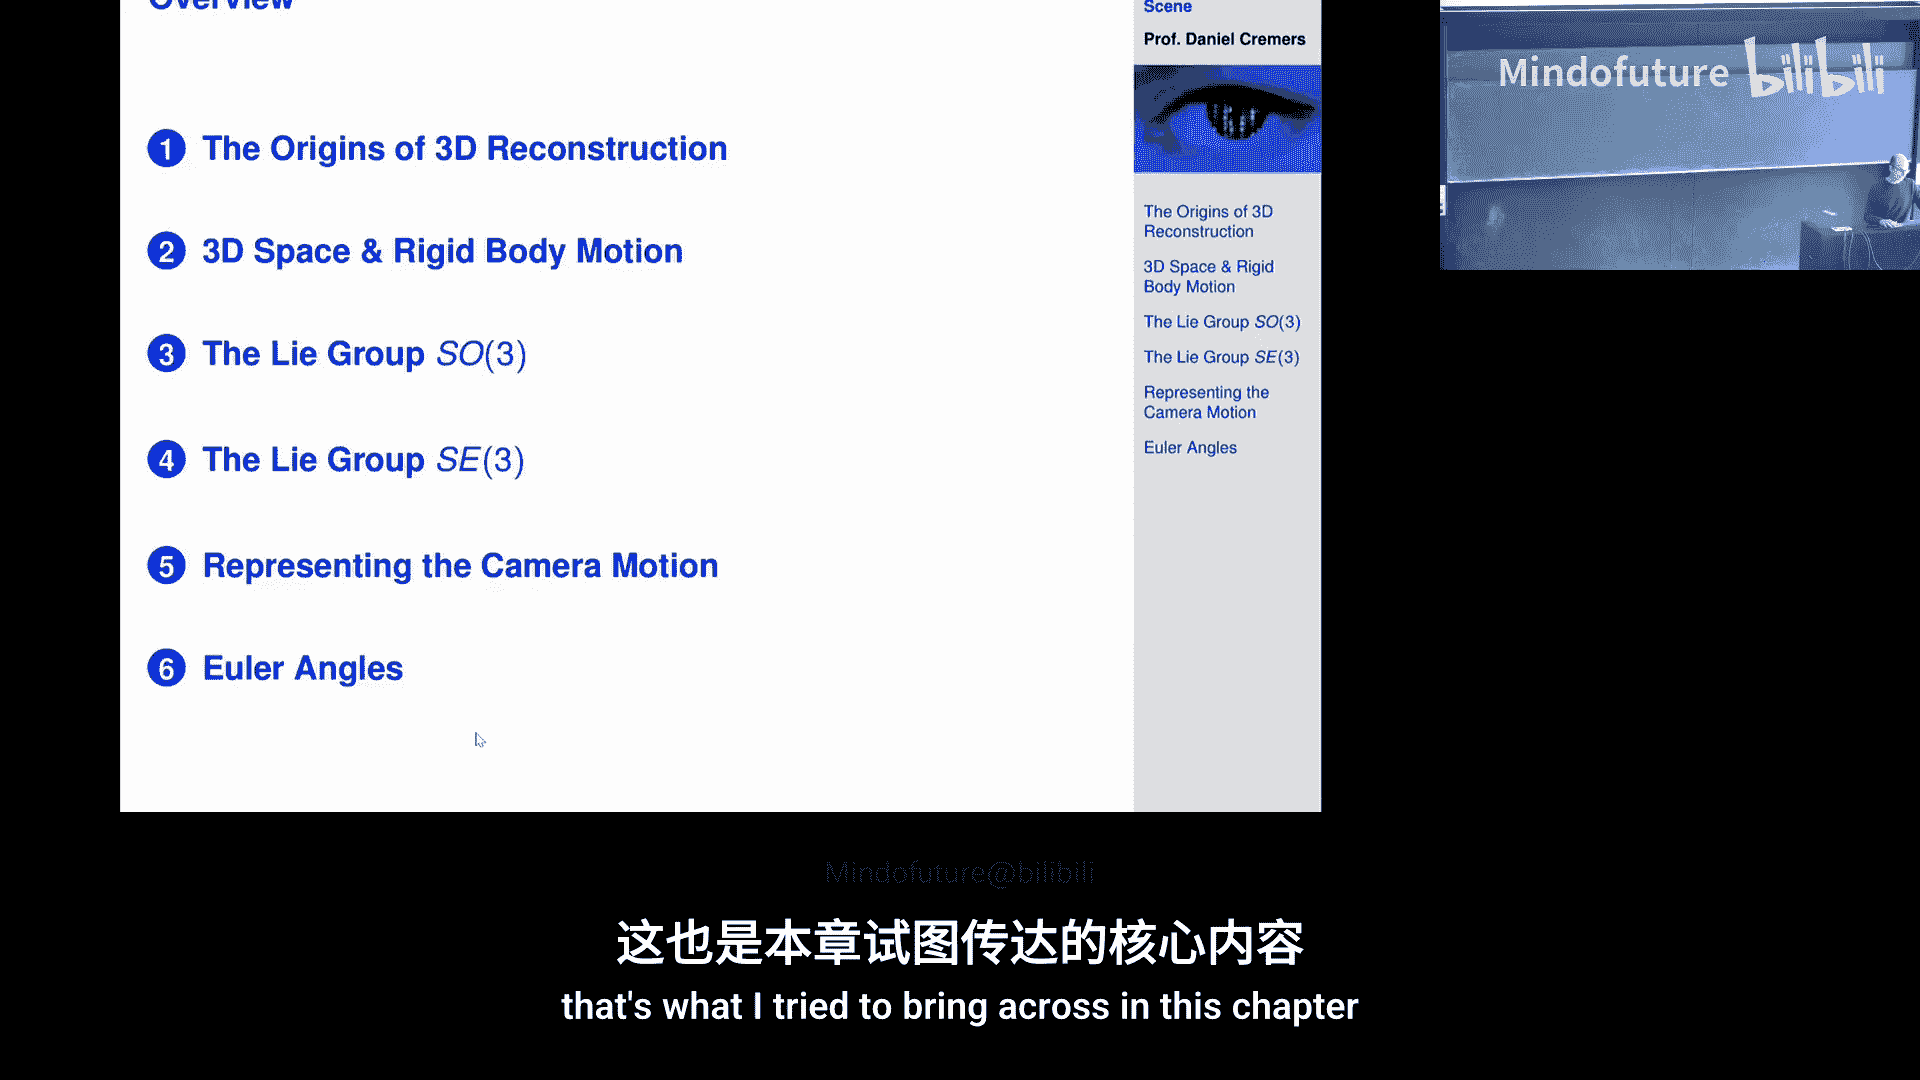 Overview
1 The Origins of 3D Reconstruction
2 3D Space & Rigid Body Motion
3 The Lie Group SO(3)
4 The Lie Group SE(3)
5 Representing the Camera Motion
6 Euler Angles
Scene
Prof. Daniel Cremers
The Origins of 3D
Reconstruction
3D Space & Rigid
Body Motion
The Lie Group SO(3)
The Lie Group SE(3)
Representing the
Camera Motion
Euler Angles
Mindofuture bilibili
Mindofuture@bilibili
这也是本章试图传达的核心内容
that's what I tried to bring across in this chapter